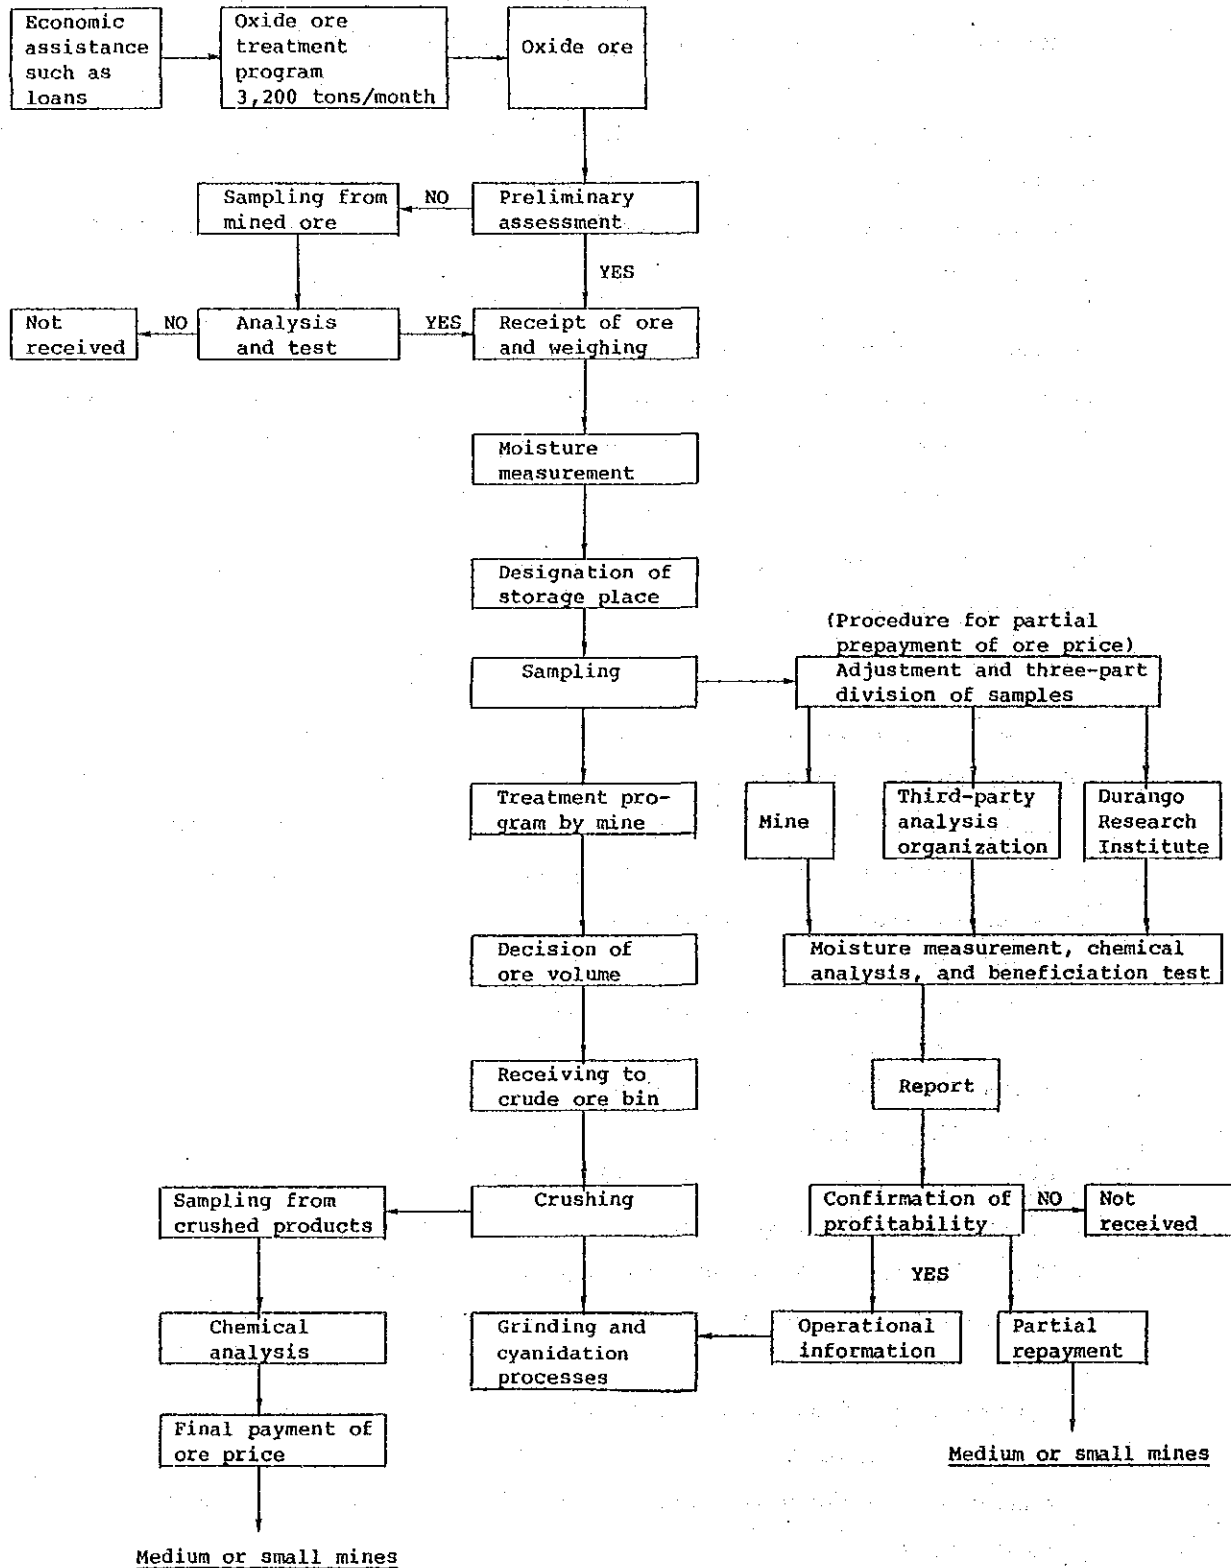 Economic
assistance
such as
loans
Oxide ore
treatment
program
3,200 tons/month
Oxide ore
Sampling from
mined ore
NO
Preliminary
assessment
YES
Not
received
NO
Analysis
and test
YES
Receipt of ore
and weighing
Moisture
measurement
Designation of
storage place
(Procedure for partial
prepayment of ore price)
Sampling
Adjustment and three-part
division of samples
Treatment pro-
gram by mine
Mine
Third-party
analysis
organization
Durango
Research
Institute
Decision of
ore volume
Moisture measurement, chemical
analysis, and beneficiation test
Receiving to
crude ore bin
Report
Sampling from
crushed products
Crushing
Confirmation of
profitability
NO
Not
received
YES
Chemical
analysis
Grinding and
cyanidation
processes
Operational
information
Partial
repayment
Final payment of
ore price
Medium or small mines
Medium or small mines